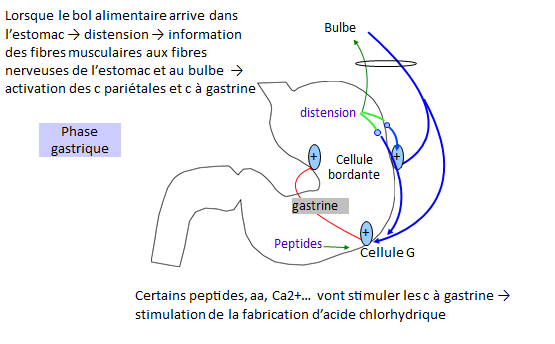 Lorsque le bol alimentaire arrive dans
l'estomac → distension → information
des fibres musculaires aux fibres
nerveuses de l'estomac et au bulbe →
activation des c pariétales et c à gastrine
Bulbe
Phase
gastrique
distension
+
+
Cellule
bordante
gastrine
+
Peptides
Cellule G
Certains peptides, aa, Ca2+... vont stimuler les c à gastrine →
stimulation de la fabrication d'acide chlorhydrique